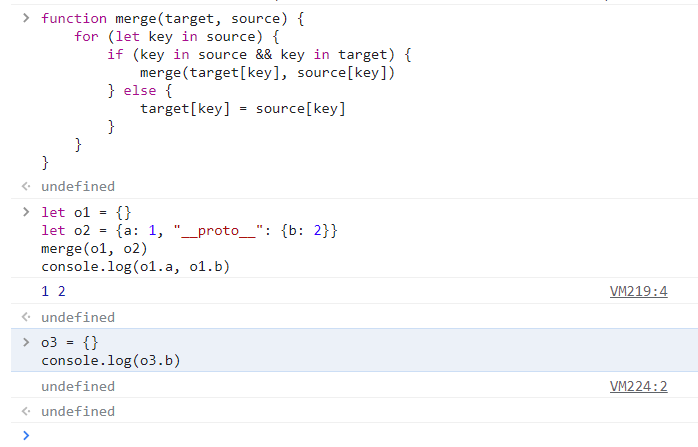 function merge(target, source) {
    for (let key in source) {
        if (key in source && key in target) {
            merge(target[key], source[key])
        } else {
            target[key] = source[key]
        }
    }
}
undefined
let o1 = {}
let o2 = {a: 1, "__proto__": {b: 2}}
merge(o1, o2)
console.log(o1.a, o1.b)
1 2 VM219:4
undefined
o3 = {}
console.log(o3.b)
undefined VM224:2
undefined